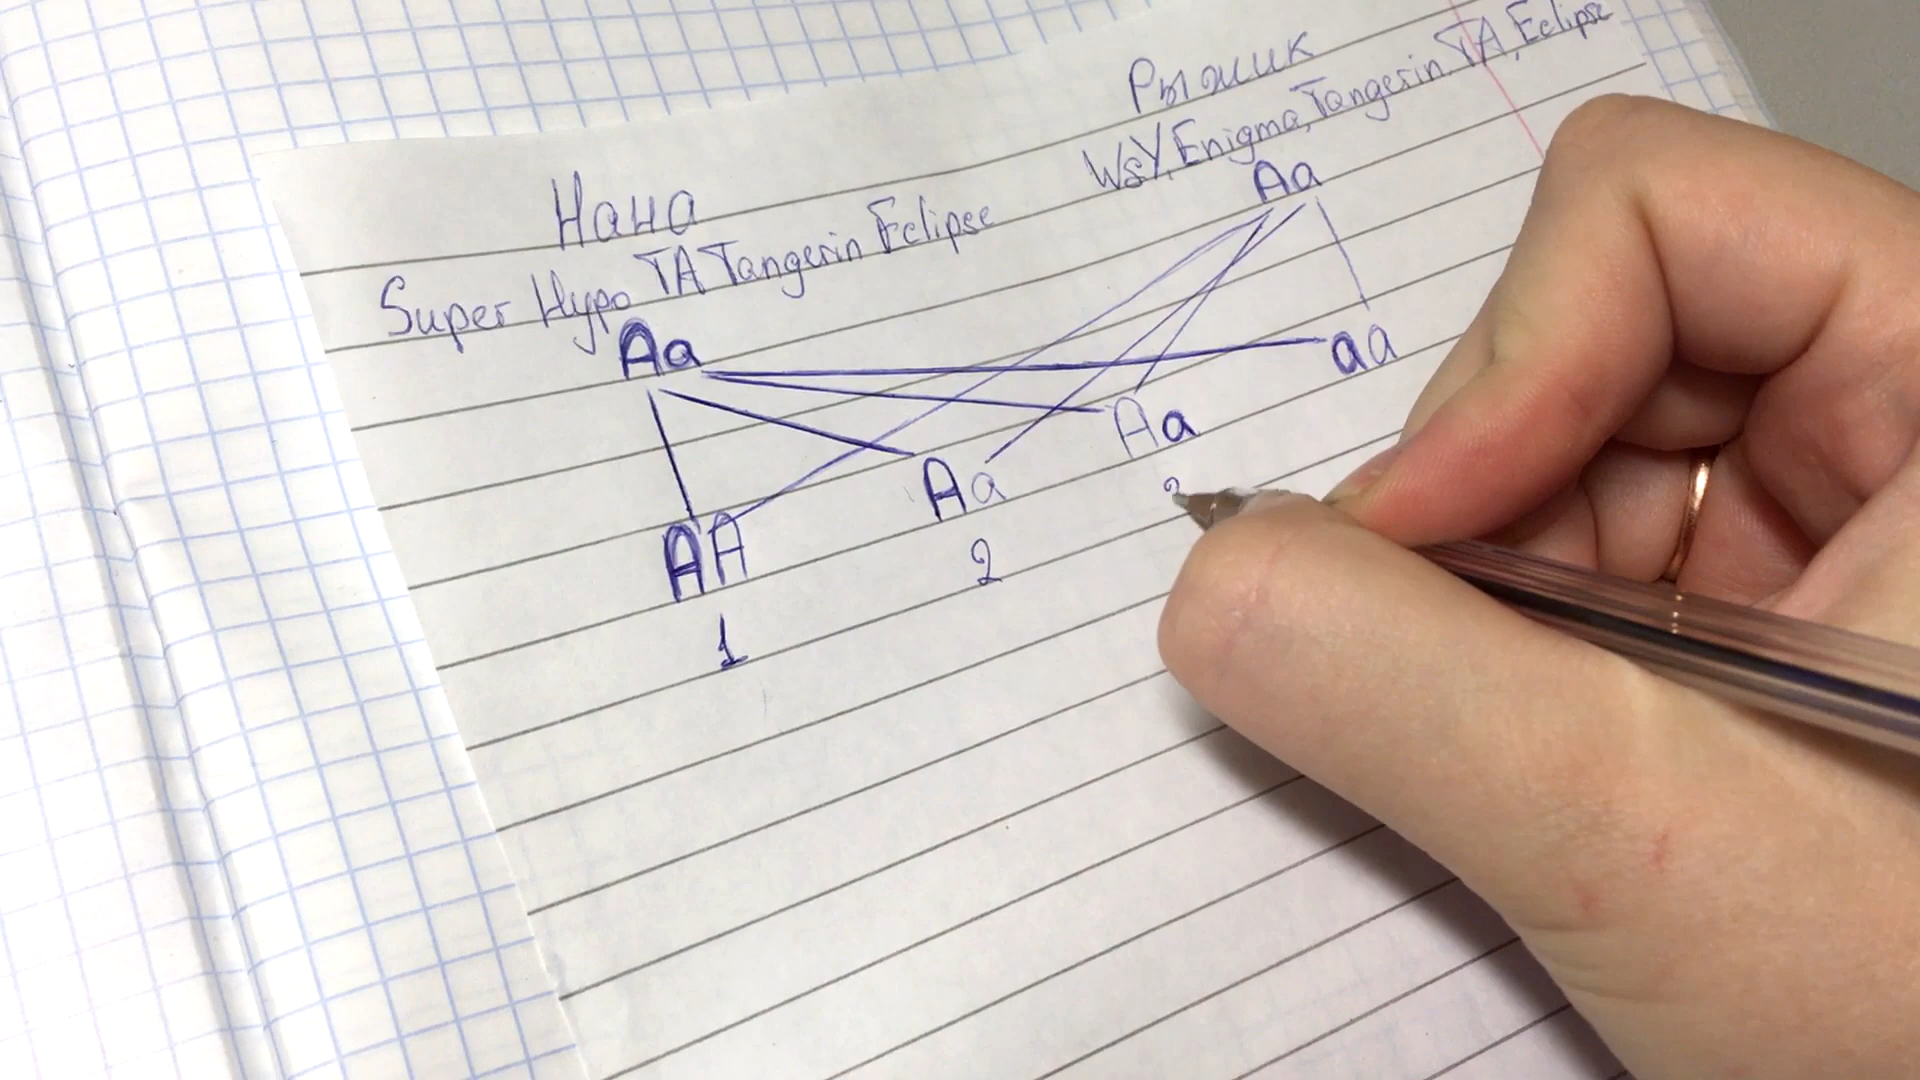 Нана
Super Hypo TA Tangerin Eclipse
Рыжик
WSY, Enigma, Tangerin, TA, Eclipse
Aa
Aa
aa
Aa
Aa
AA
2
1